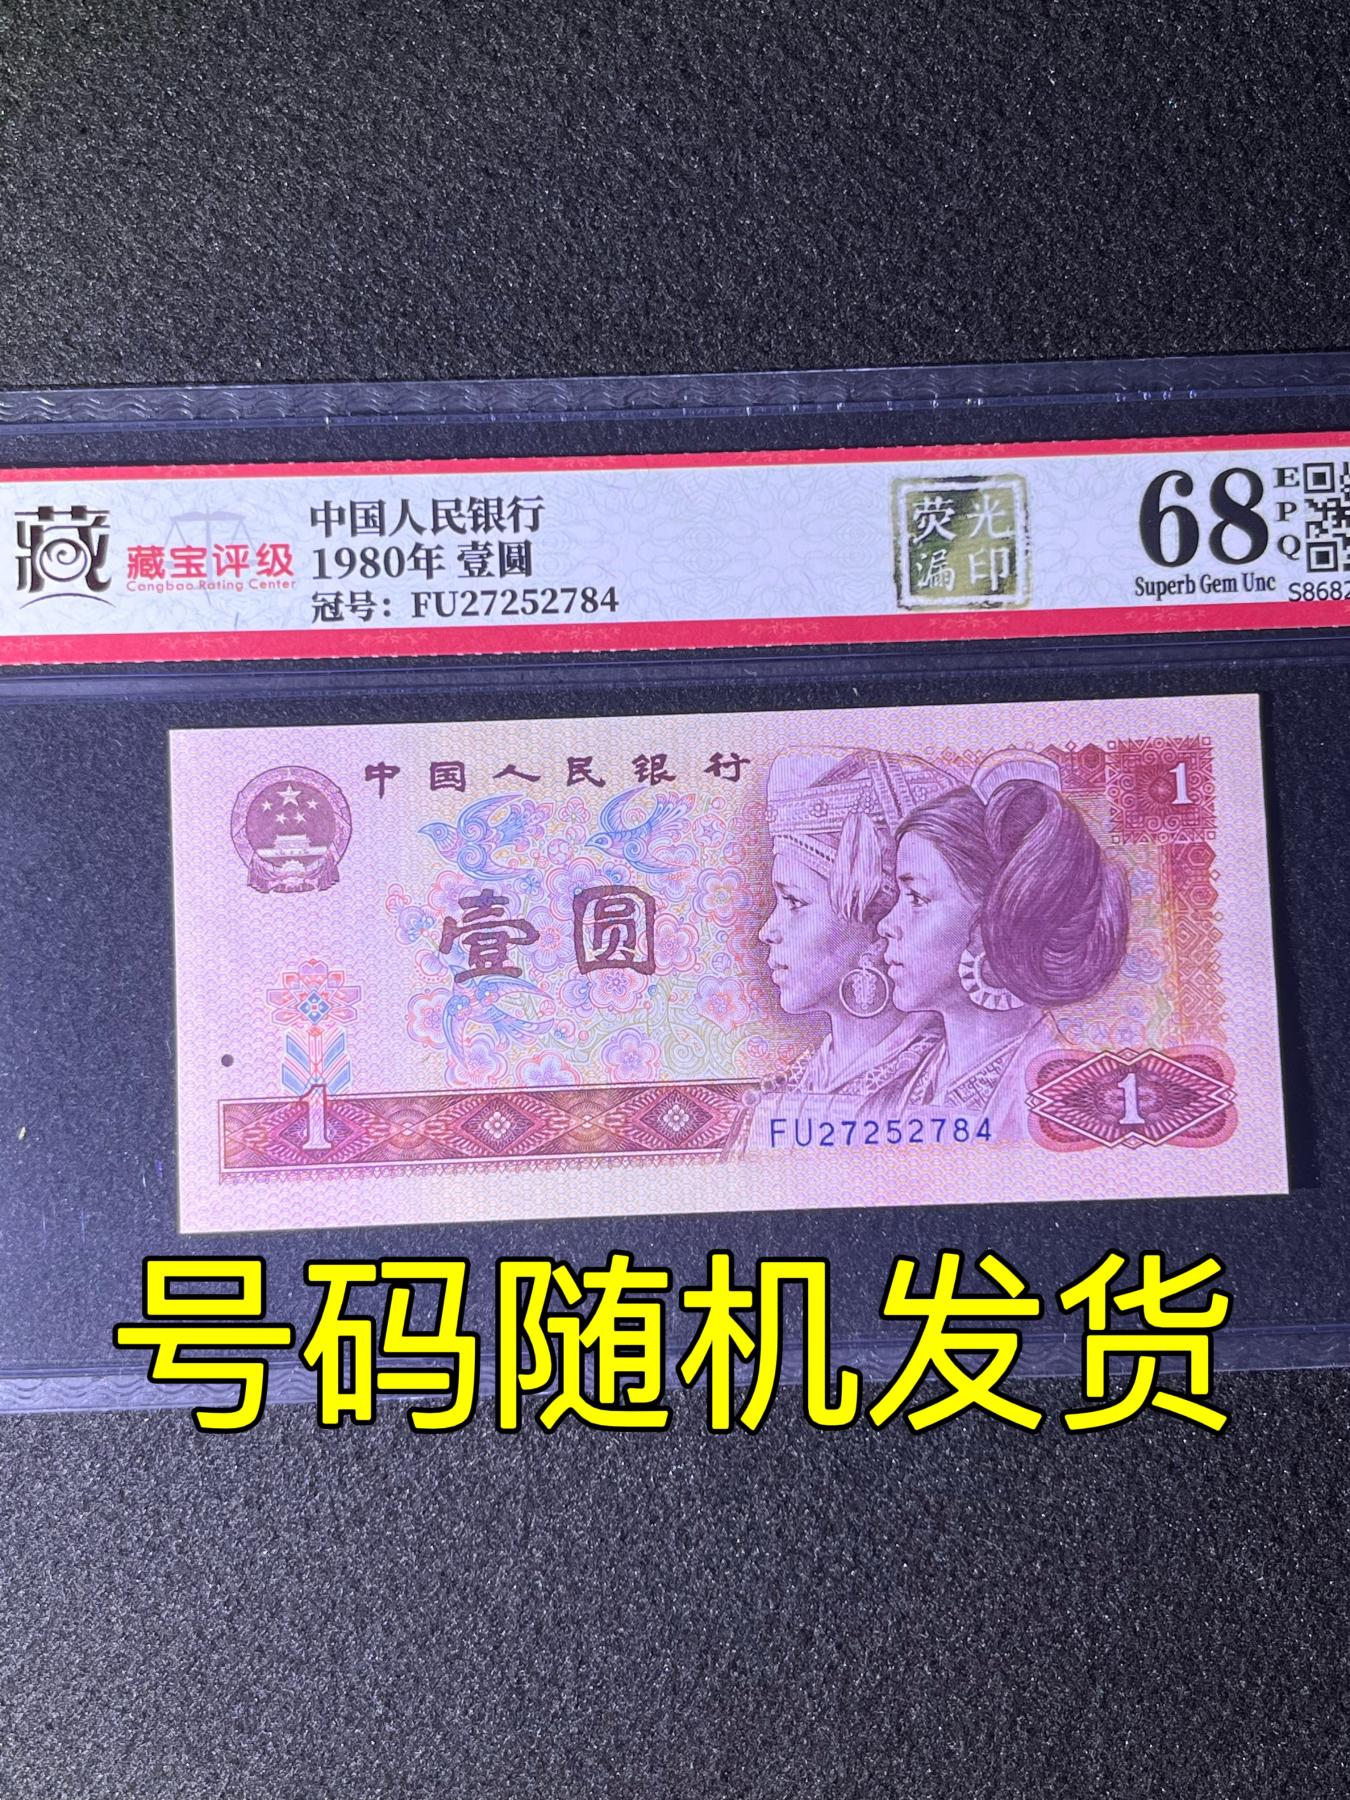 藏
藏宝评级
Cangbao Rating Center
中国人民银行
1980年 壹圆
冠号：FU27252784
荧光
漏印
68
EPQ
Superb Gem Unc
S8682
中国人民银行
1
壹圆
1
FU27252784
1
号码随机发货